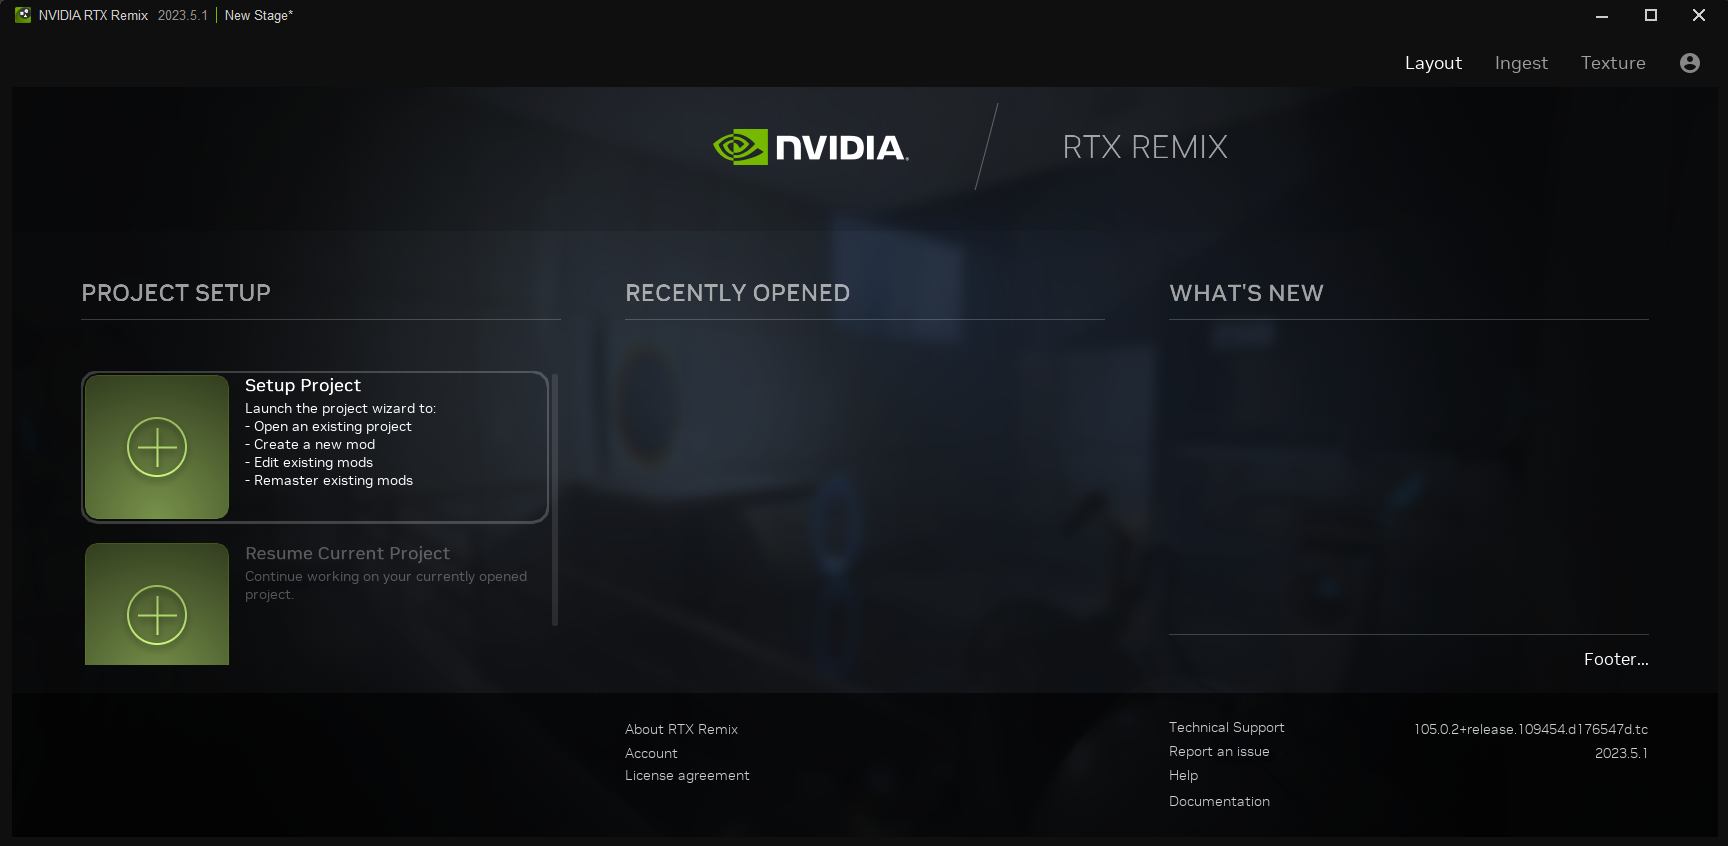 NVIDIA RTX Remix 2023.5.1 | New Stage*
Layout Ingest Texture
NVIDIA.
RTX REMIX
PROJECT SETUP
Setup Project
Launch the project wizard to:
- Open an existing project
- Create a new mod
- Edit existing mods
- Remaster existing mods
Resume Current Project
Continue working on your currently opened
project.
RECENTLY OPENED
WHAT'S NEW
Footer...
About RTX Remix
Account
License agreement
Technical Support
Report an issue
Help
Documentation
105.0.2+release.109454.d176547d.tc
2023.5.1